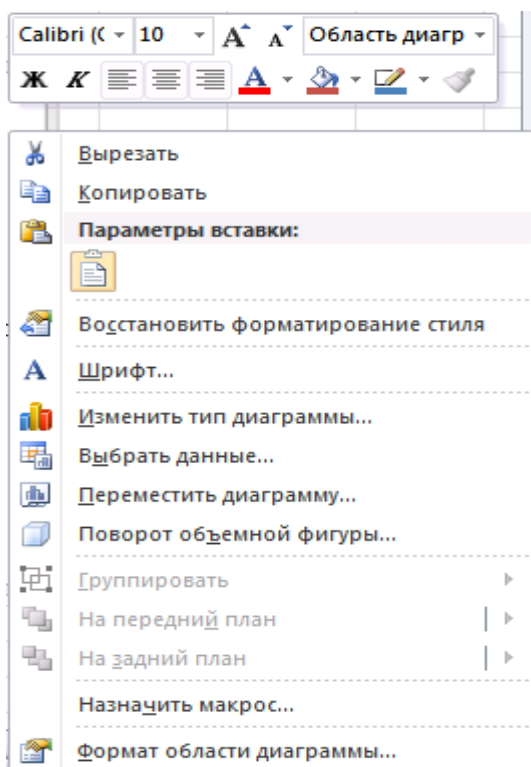 Calibri (С 10 А А Область диагр
Ж К А
Вырезать
Копировать
Параметры вставки:
Восстановить форматирование стиля
А Шрифт...
Изменить тип диаграммы...
Выбрать данные...
Переместить диаграмму...
Поворот объемной фигуры...
Группировать
На передний план
На задний план
Назначить макрос...
Формат области диаграммы...